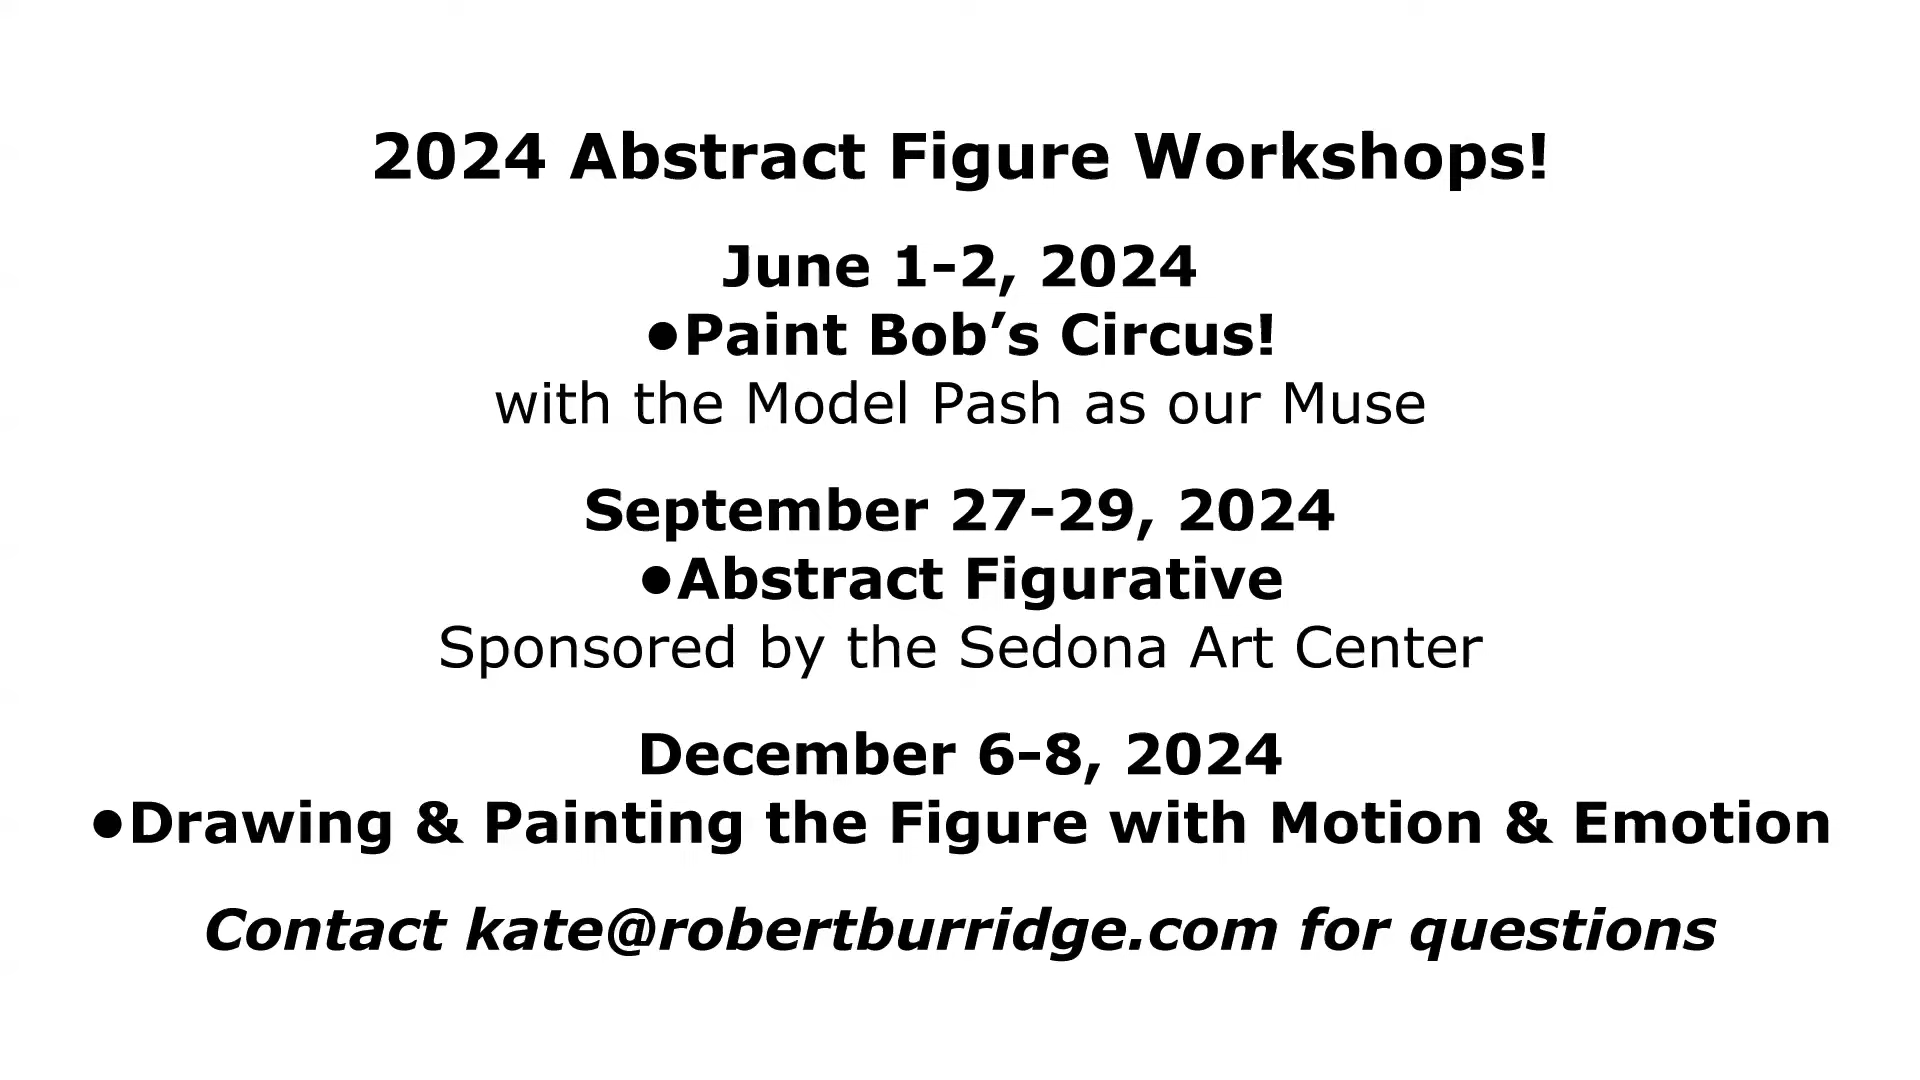 2024 Abstract Figure Workshops!
June 1-2, 2024
●Paint Bob’s Circus!
with the Model Pash as our Muse
September 27-29, 2024
●Abstract Figurative
Sponsored by the Sedona Art Center
December 6-8, 2024
●Drawing & Painting the Figure with Motion & Emotion
Contact kate@robertburridge.com for questions